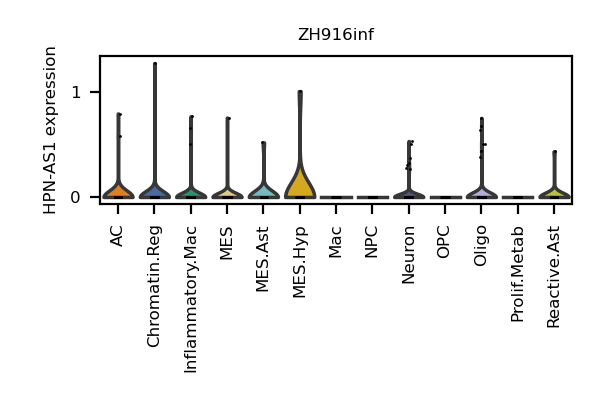 ZH916inf
HPN-AS1 expression
1
0
AC
Chromatin.Reg
Inflammatory.Mac
MES
MES.Ast
MES.Hyp
Mac
NPC
Neuron
OPC
Oligo
Prolif.Metab
Reactive.Ast